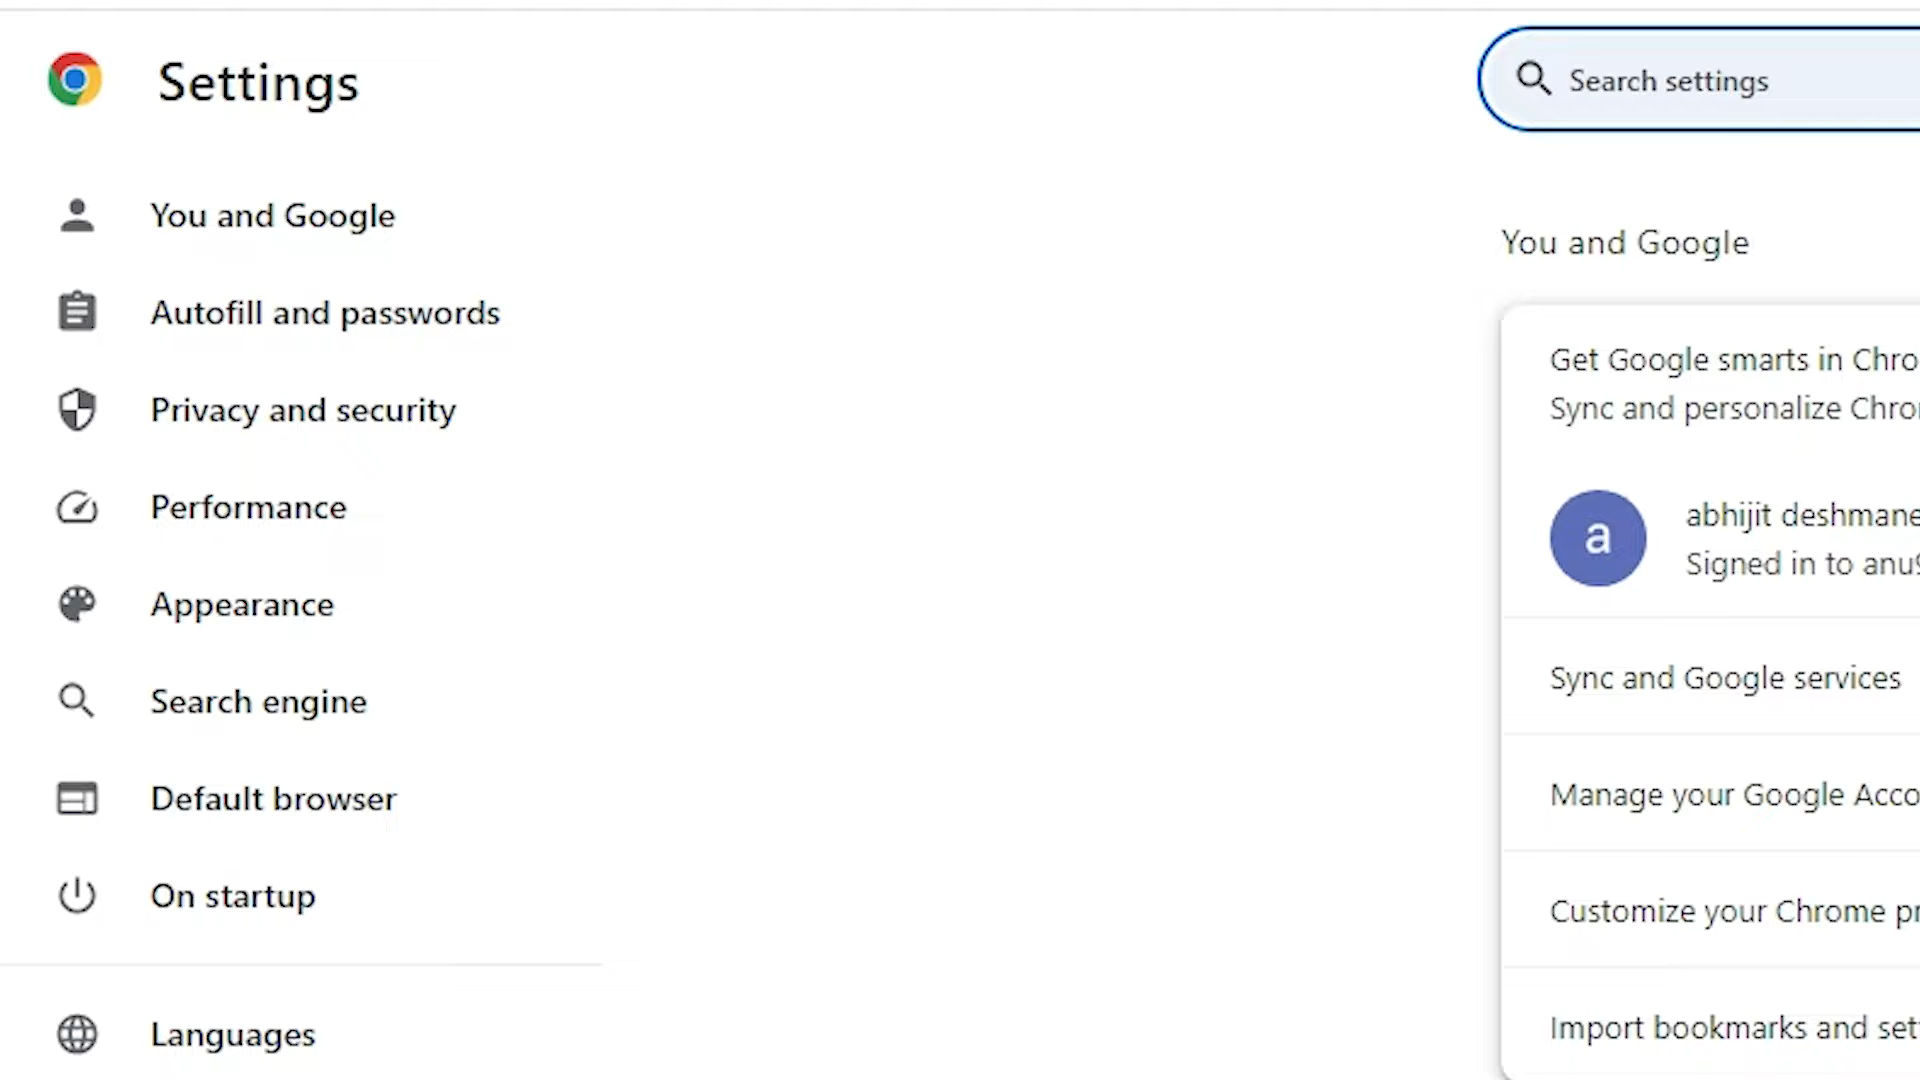 Settings
Search settings
You and Google
Autofill and passwords
Privacy and security
Performance
Appearance
Search engine
Default browser
On startup
Languages
You and Google
Get Google smarts in Chro
Sync and personalize Chro
a
abhijit deshmane
Signed in to anu9
Sync and Google services
Manage your Google Acco
Customize your Chrome pr
Import bookmarks and set